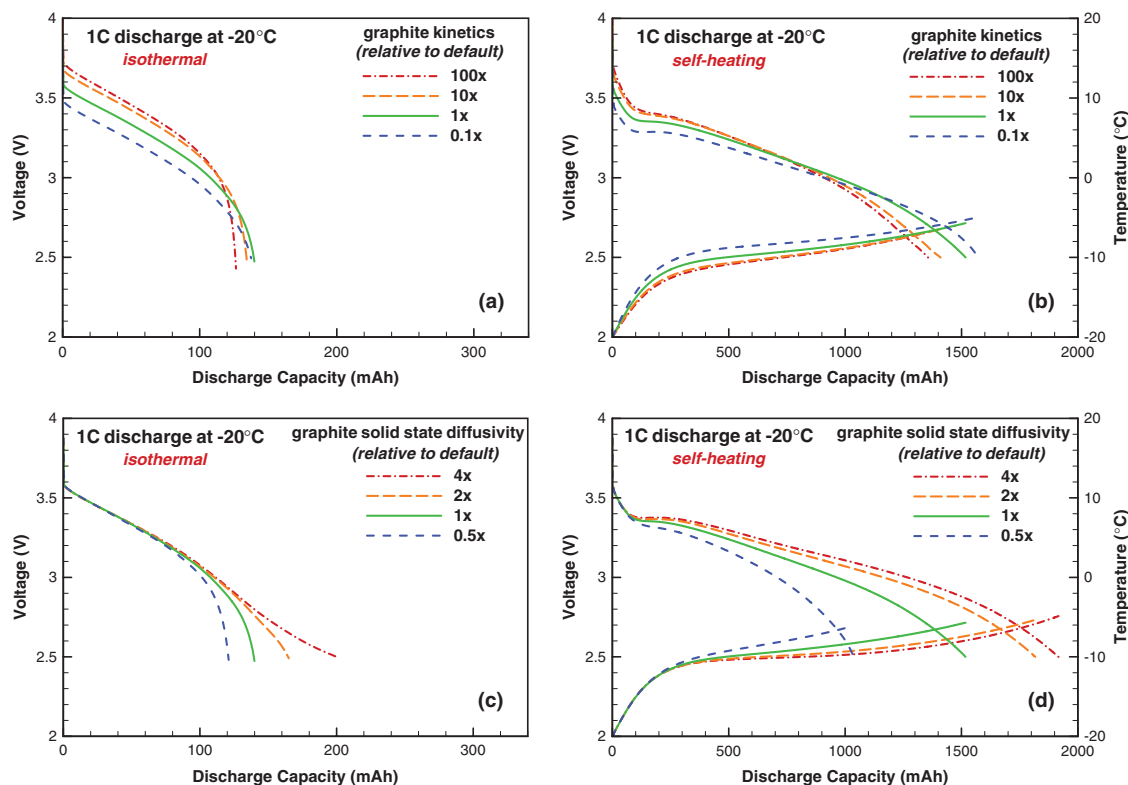 4
3.5
3
2.5
2
Voltage (V)
0
100
200
300
Discharge Capacity (mAh)
1C discharge at -20°C
isothermal
graphite kinetics
(relative to default)
100x
10x
1x
0.1x
(a)
4
3.5
3
2.5
2
Voltage (V)
0
500
1000
1500
2000
Discharge Capacity (mAh)
1C discharge at -20°C
self-heating
graphite kinetics
(relative to default)
100x
10x
1x
0.1x
(b)
20
10
0
-10
-20
Temperature (°C)
4
3.5
3
2.5
2
Voltage (V)
0
100
200
300
Discharge Capacity (mAh)
1C discharge at -20°C
isothermal
graphite solid state diffusivity
(relative to default)
4x
2x
1x
0.5x
(c)
4
3.5
3
2.5
2
Voltage (V)
0
500
1000
1500
2000
Discharge Capacity (mAh)
1C discharge at -20°C
self-heating
graphite solid state diffusivity
(relative to default)
4x
2x
1x
0.5x
(d)
20
10
0
-10
-20
Temperature (°C)